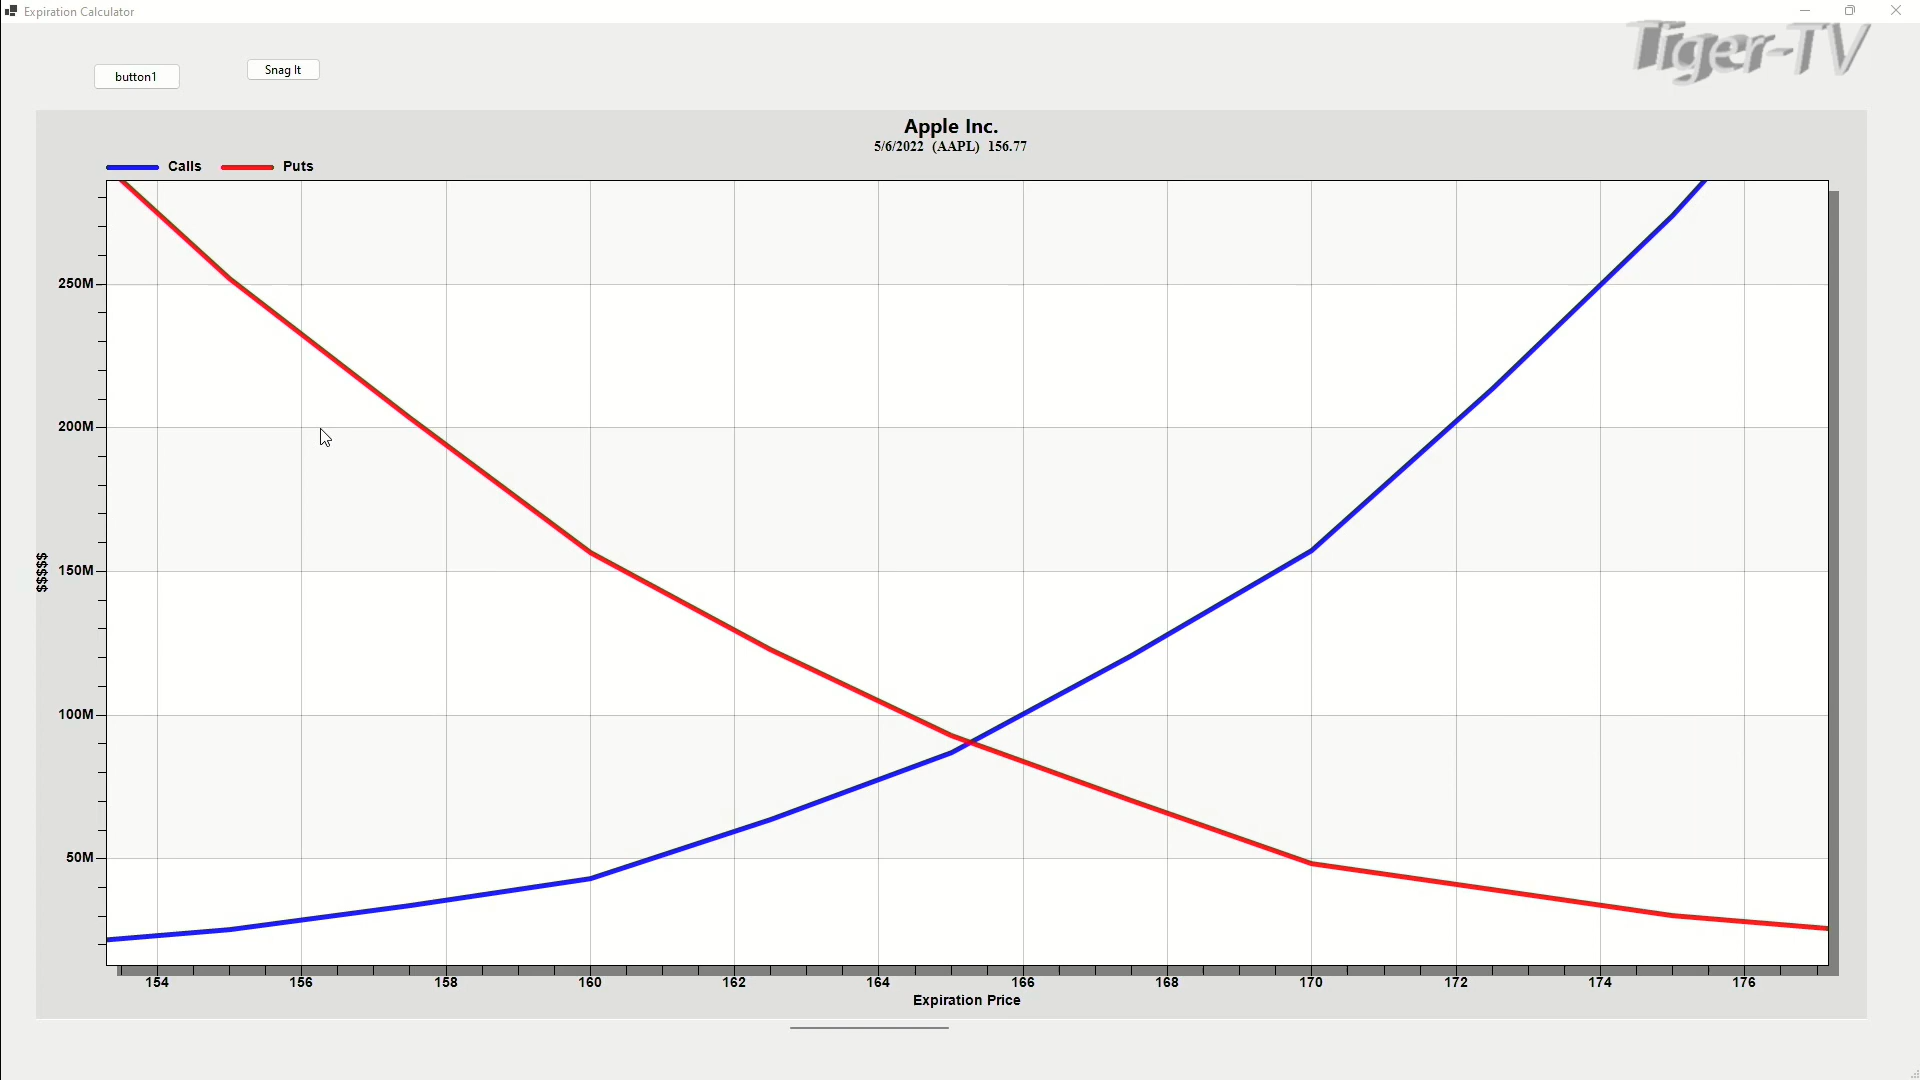 Expiration Calculator
Tiger-TV
button1
Snag It
Apple Inc.
5/6/2022 (AAPL) 156.77
Calls Puts
250M
200M
150M
100M
50M
$$$$$
154 156 158 160 162 164 166 168 170 172 174 176
Expiration Price